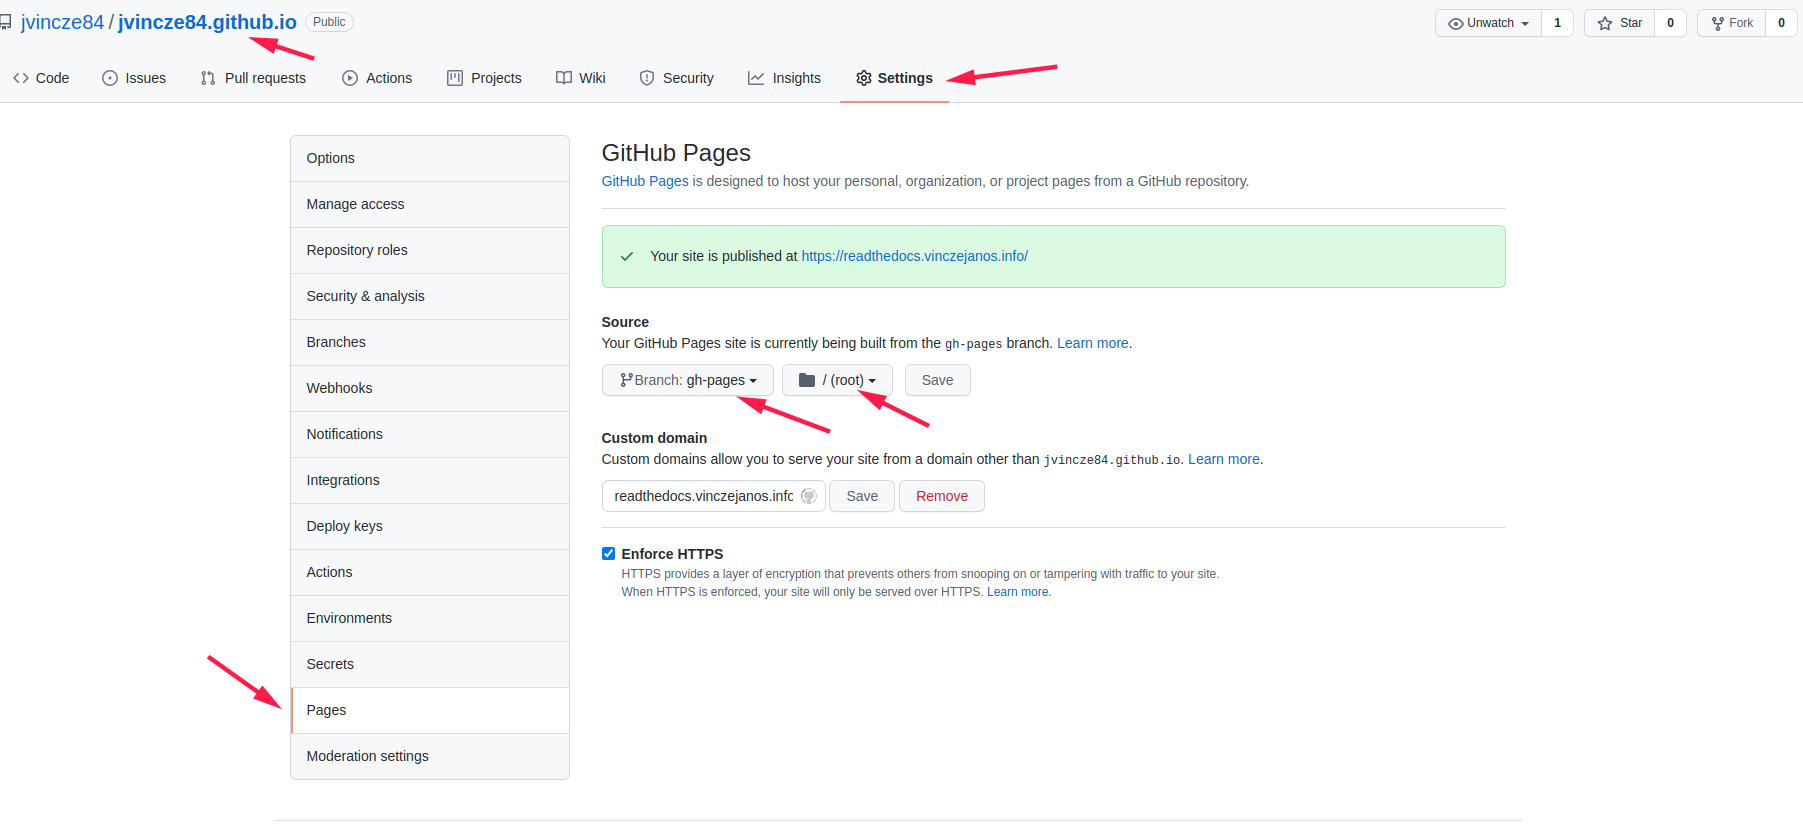 jvincze84 / jvincze84.github.io Public
Unwatch 1 Star 0 Fork 0
Code Issues Pull requests Actions Projects Wiki Security Insights Settings
Options
Manage access
Repository roles
Security & analysis
Branches
Webhooks
Notifications
Integrations
Deploy keys
Actions
Environments
Secrets
Pages
Moderation settings
GitHub Pages
GitHub Pages is designed to host your personal, organization, or project pages from a GitHub repository.
Your site is published at https://readthedocs.vinczejanos.info/
Source
Your GitHub Pages site is currently being built from the gh-pages branch. Learn more.
Branch: gh-pages / (root) Save
Custom domain
Custom domains allow you to serve your site from a domain other than jvincze84.github.io. Learn more.
readthedocs.vinczejanos.info Save Remove
Enforce HTTPS
HTTPS provides a layer of encryption that prevents others from snooping on or tampering with traffic to your site.
When HTTPS is enforced, your site will only be served over HTTPS. Learn more.